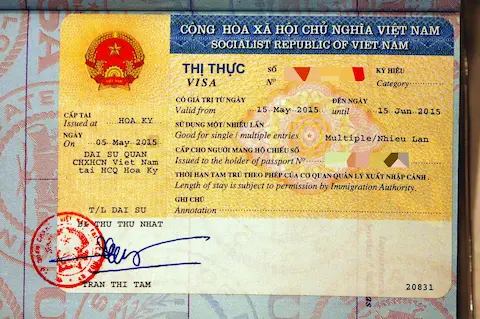 CỘNG HÒA XÃ HỘI CHỦ NGHĨA VIỆT NAM
SOCIALIST REPUBLIC OF VIET NAM
THỊ THỰC
VISA
SỐ
Nº
KÝ HIỆU
Category
CÓ GIÁ TRỊ TỪ NGÀY
Valid from 15 May 2015
ĐẾN NGÀY
until 15 Jun 2015
CẤP TẠI
Issued at HOA KY
NGÀY
On 05 May 2015
SỬ DỤNG MỘT/ NHIỀU LẦN
Good for single / multiple entries Multiple/Nhieu Lan
CẤP CHO NGƯỜI MANG HỘ CHIẾU SỐ
Issued to the holder of passport Nº
DAI SU QUAN
CHXHCN Viet Nam
tai HCQ Hoa Ky
THỜI HẠN TẠM TRÚ THEO PHÉP CỦA CƠ QUAN QUẢN LÝ XUẤT NHẬP CẢNH
Length of stay is subject to permission by Immigration Authority.
GHI CHÚ
Annotation
T/L DAI SU
THU THU NHAT
TRAN THI TAM
20831